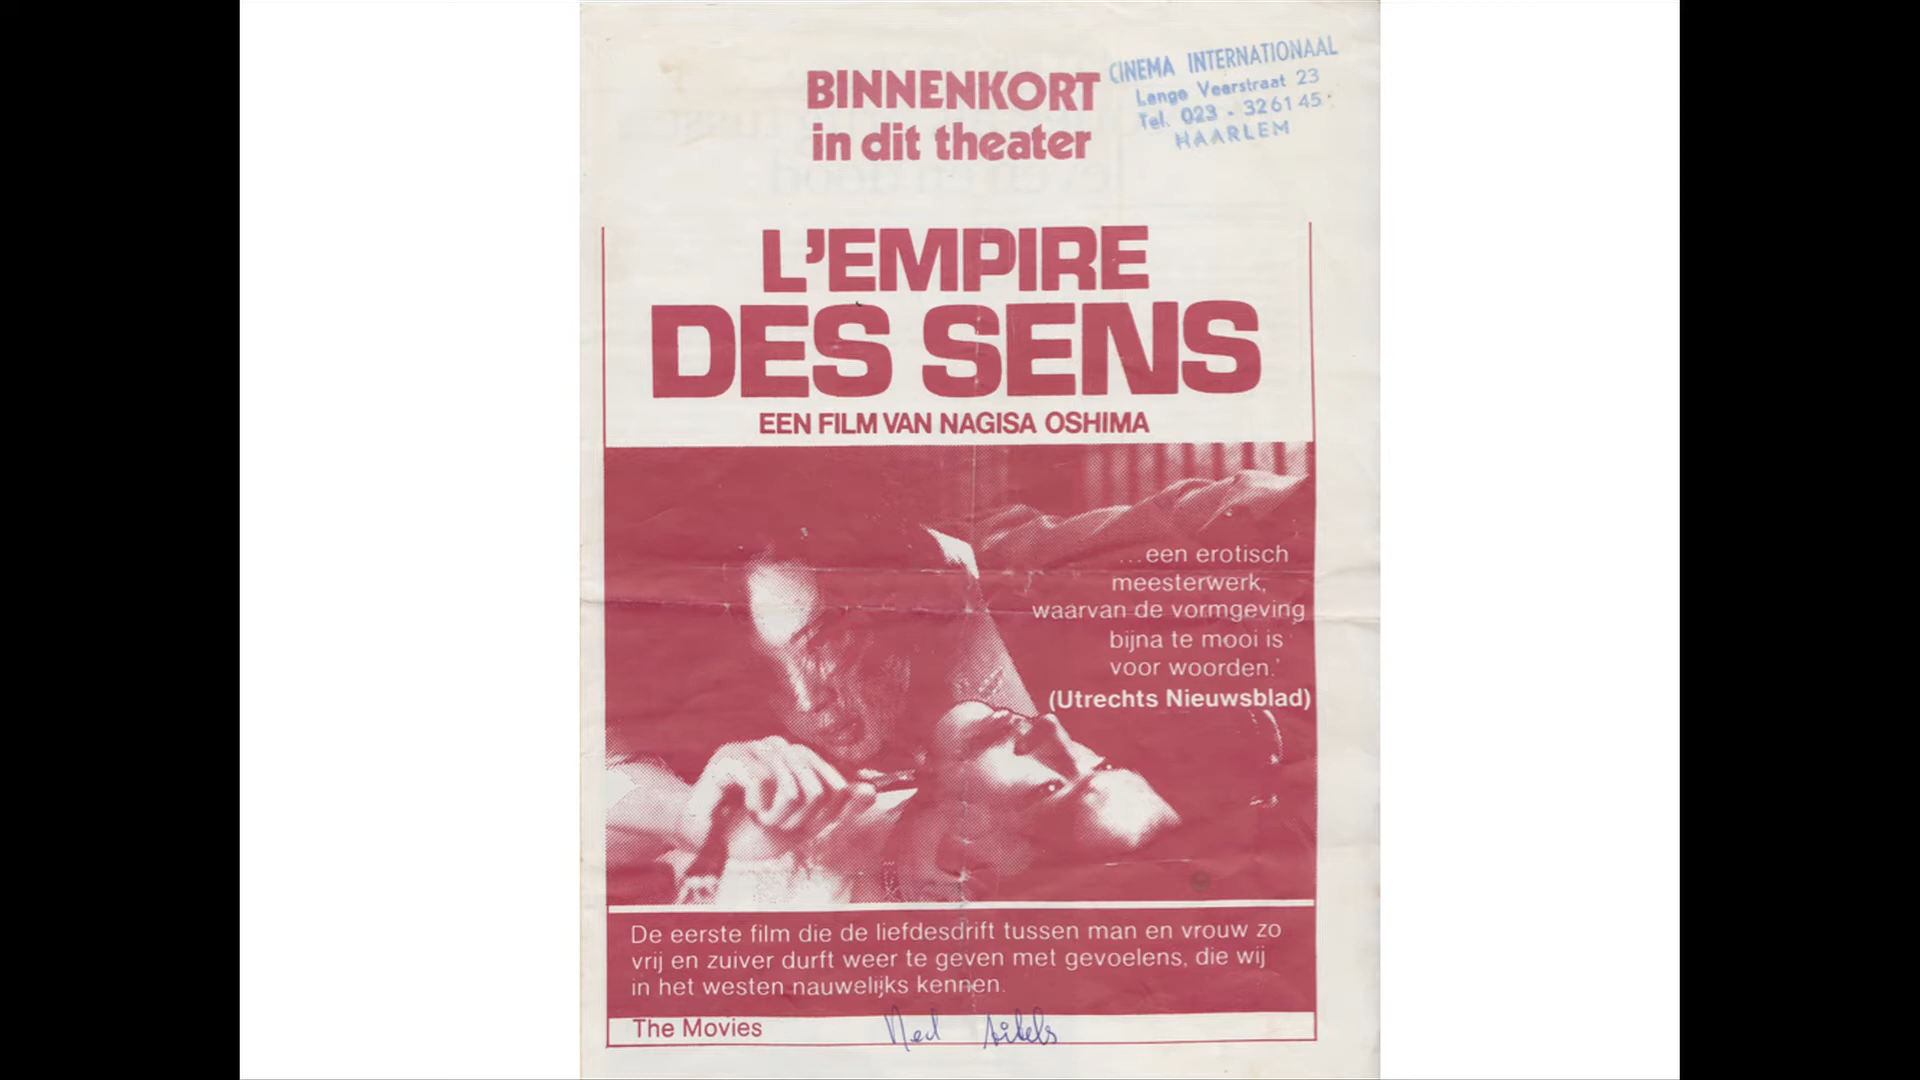 BINNENKORT
in dit theater
CINEMA INTERNATIONAAL
Lange Veerstraat 23
Tel. 023 - 326145
HAARLEM
L'EMPIRE
DES SENS
EEN FILM VAN NAGISA OSHIMA
...een erotisch
meesterwerk,
waarvan de vormgeving
bijna te mooi is
voor woorden.'
(Utrechts Nieuwsblad)
De eerste film die de liefdesdrift tussen man en vrouw zo
vrij en zuiver durft weer te geven met gevoelens, die wij
in het westen nauwelijks kennen.
The Movies
Ned